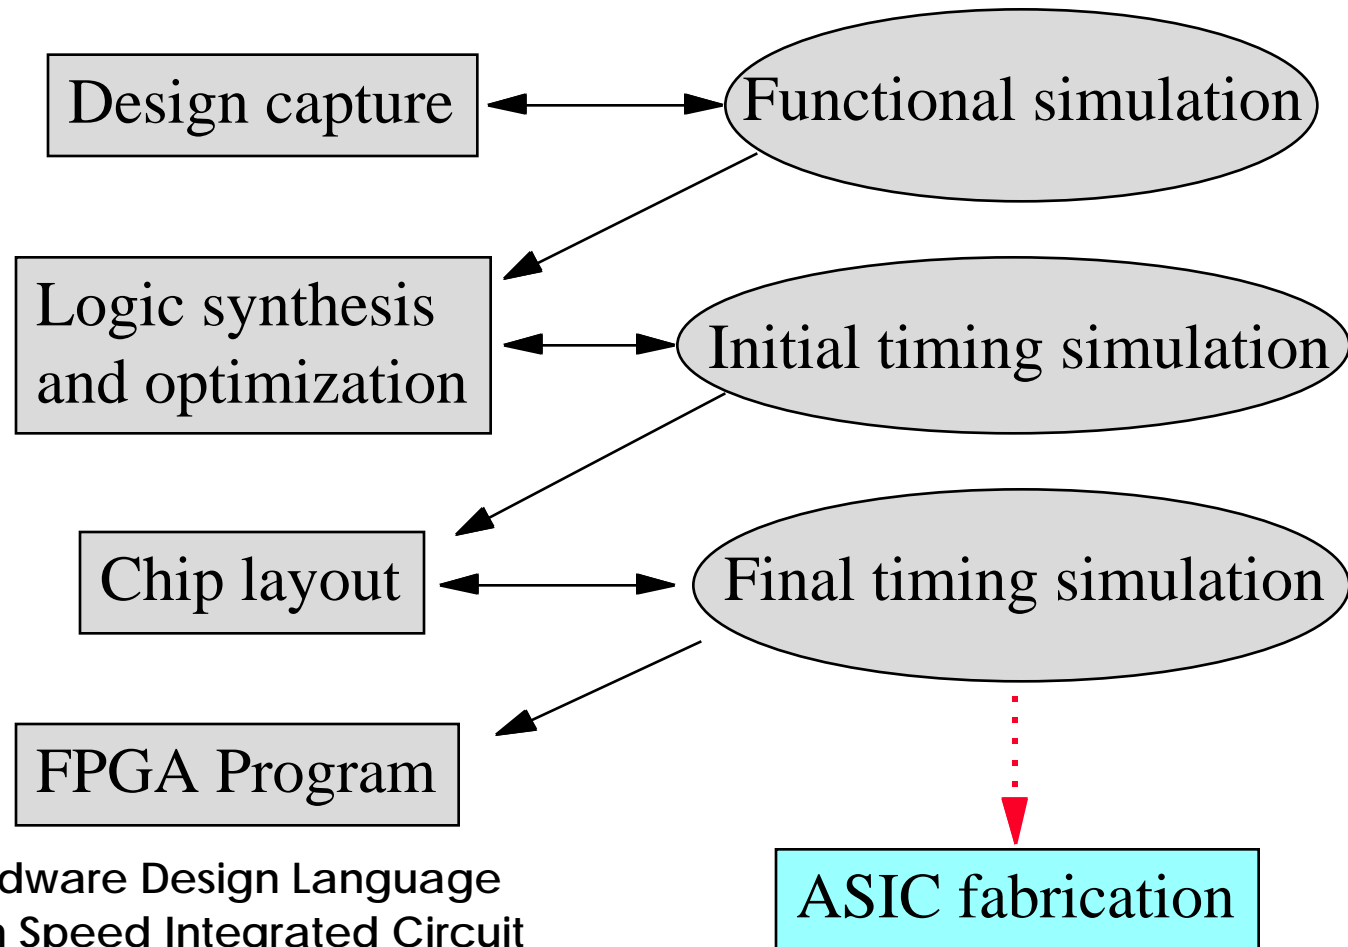 Design capture
Functional simulation
Logic synthesis
and optimization
Initial timing simulation
Chip layout
Final timing simulation
FPGA Program
ASIC fabrication
Design Language
Speed Integrated Circuit